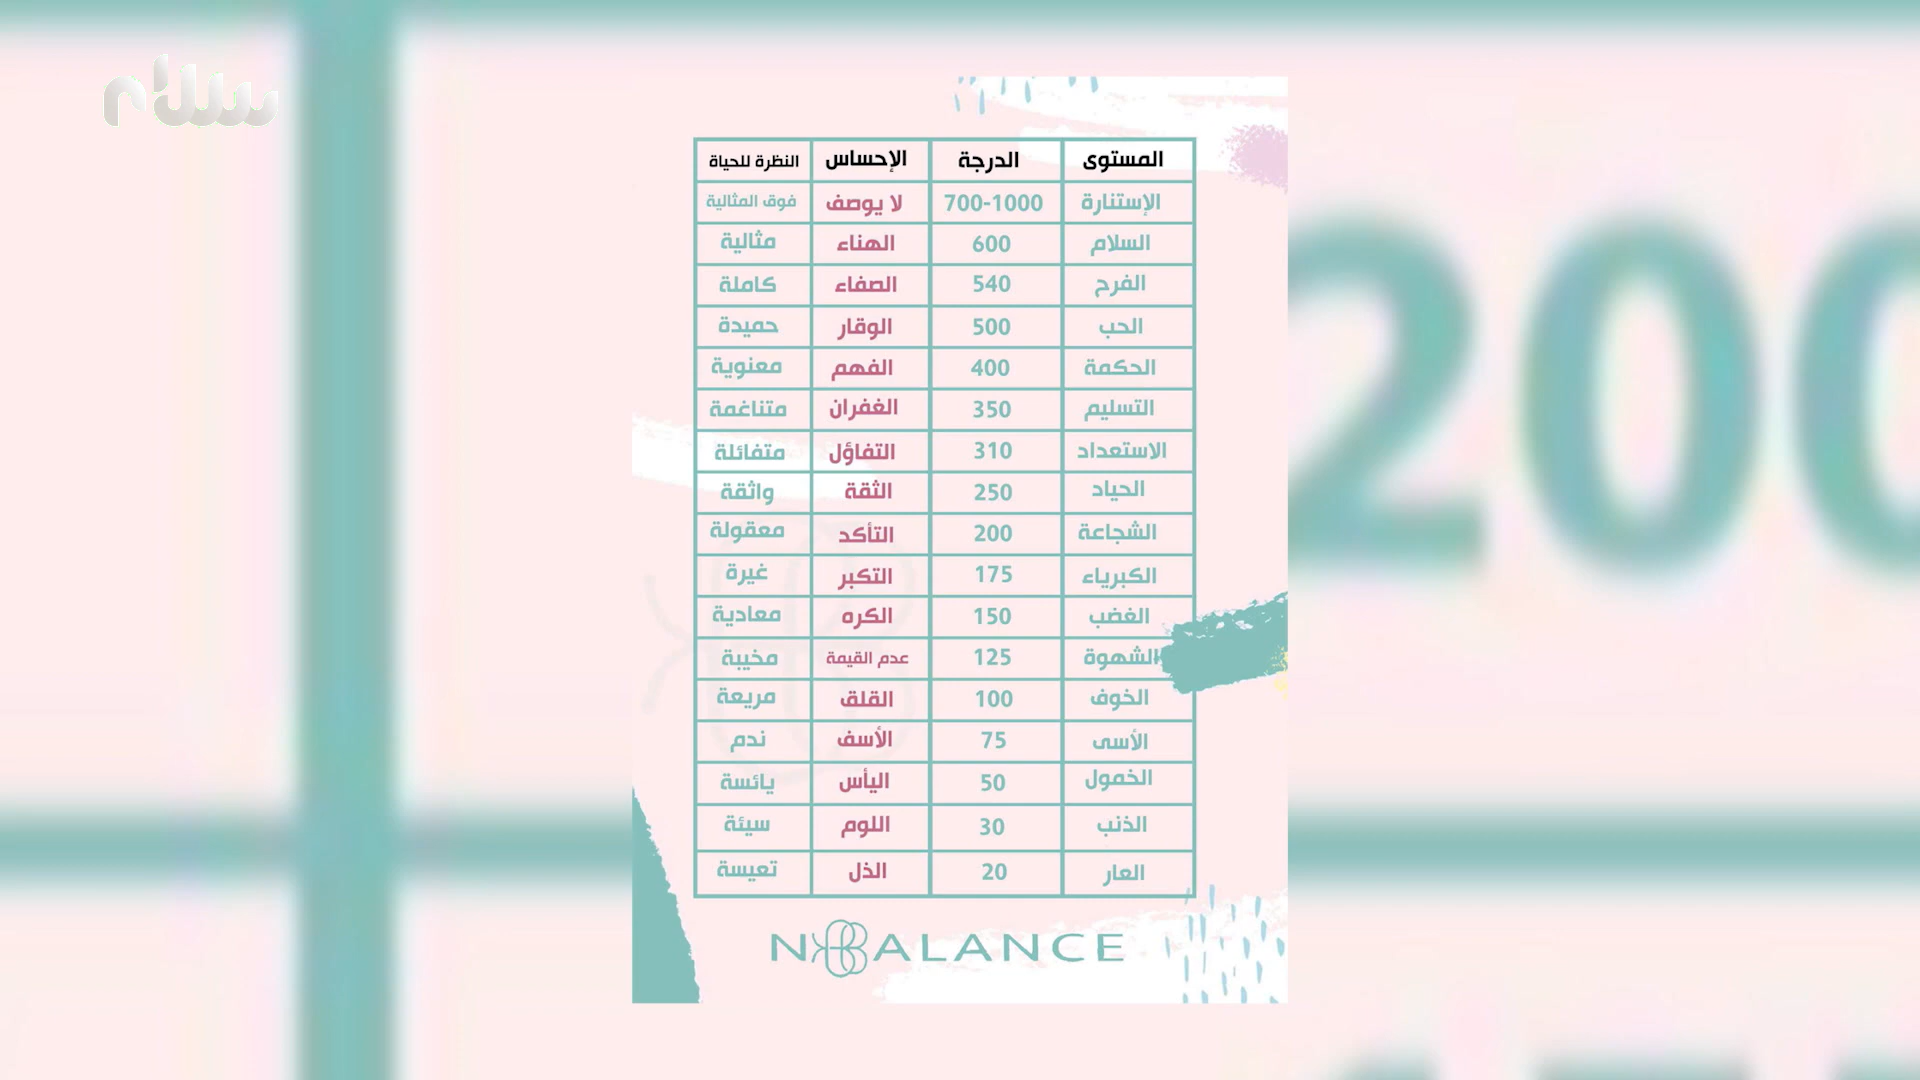 سلام
المستوى الدرجة الإحساس النظرة للحياة
الإستنارة 700-1000 لا يوصف فوق المثالية
السلام 600 الهناء مثالية
الفرح 540 الصفاء كاملة
الحب 500 الوقار حميدة
الحكمة 400 الفهم معنوية
التسليم 350 الغفران متناغمة
الاستعداد 310 التفاؤل متفائلة
الحياد 250 الثقة واثقة
الشجاعة 200 التأكد معقولة
الكبرياء 175 التكبر غيرة
الغضب 150 الكره معادية
الشهوة 125 عدم القيمة مخيبة
الخوف 100 القلق مريعة
الأسى 75 الأسف ندم
الخمول 50 اليأس يائسة
الذنب 30 اللوم سيئة
العار 20 الذل تعيسة
NBALANCE
200